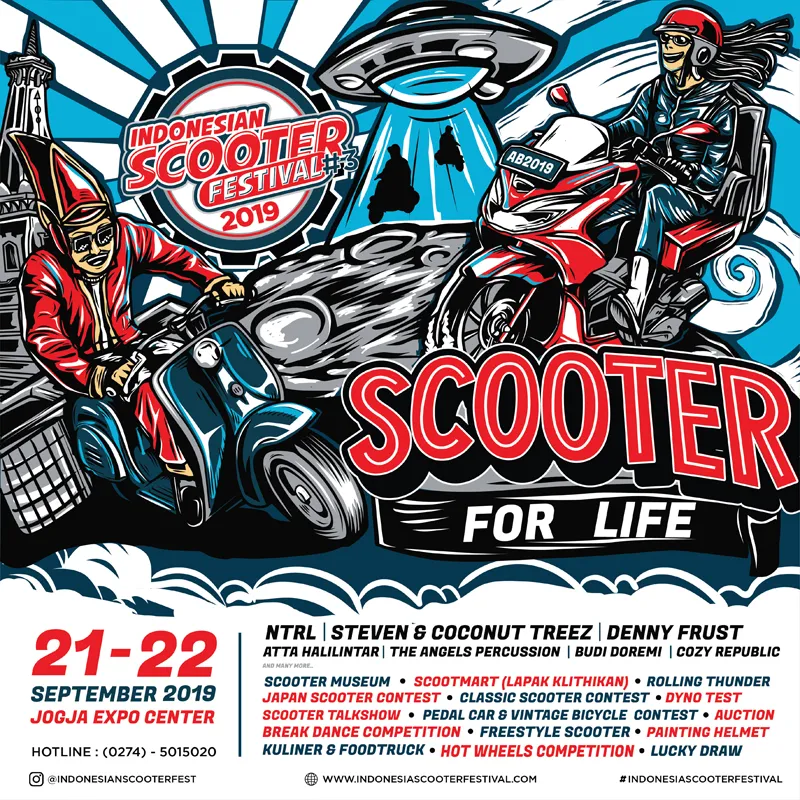 INDONESIAN
SCOOTER
FESTIVAL #3
2019
AB2019
SCOOTER
FOR LIFE
21-22
SEPTEMBER 2019
JOGJA EXPO CENTER
HOTLINE : (0274) - 5015020
NTRL | STEVEN & COCONUT TREEZ | DENNY FRUST
ATTA HALILINTAR | THE ANGELS PERCUSSION | BUDI DOREMI | COZY REPUBLIC
AND MANY MORE..
SCOOTER MUSEUM • SCOOTMART (LAPAK KLITHIKAN) • ROLLING THUNDER
JAPAN SCOOTER CONTEST • CLASSIC SCOOTER CONTEST • DYNO TEST
SCOOTER TALKSHOW • PEDAL CAR & VINTAGE BICYCLE CONTEST • AUCTION
BREAK DANCE COMPETITION • FREESTYLE SCOOTER • PAINTING HELMET
KULINER & FOODTRUCK • HOT WHEELS COMPETITION • LUCKY DRAW
@INDONESIANSCOOTERFEST
WWW.INDONESIASCOOTERFESTIVAL.COM
#INDONESIASCOOTERFESTIVAL